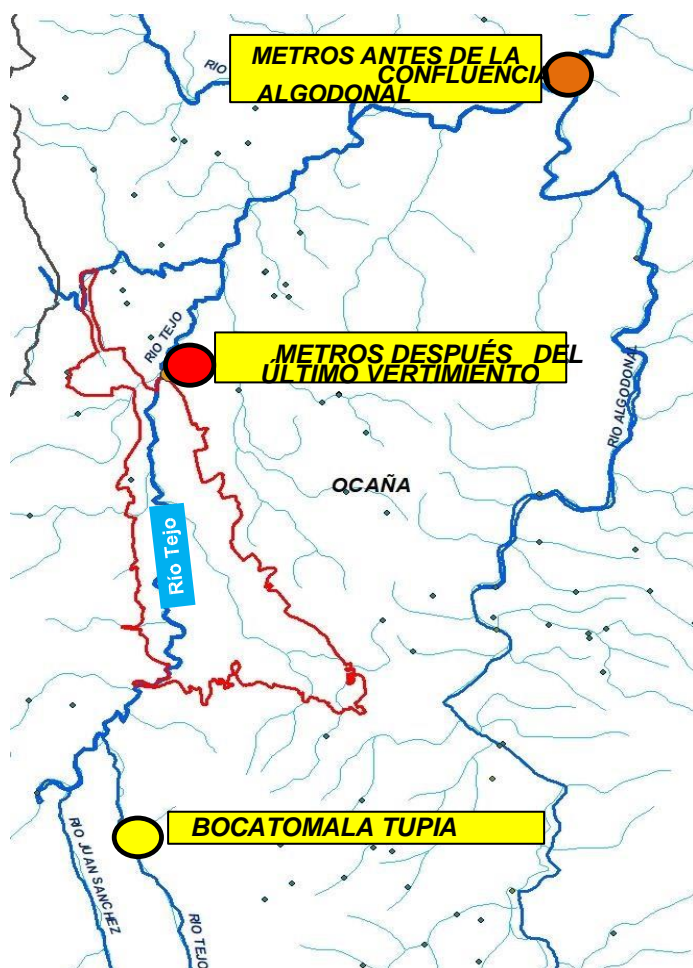 RIO
METROS ANTES DE LA
CONFLUENCIA
ALGODONAL
RIO TEJO
METROS DESPUÉS DEL
ÚLTIMO VERTIMIENTO
RIO ALGODONAL
OCAÑA
Río Tejo
BOCATOMALA TUPIA
RIO JUAN SANCHEZ
RIO TEJO